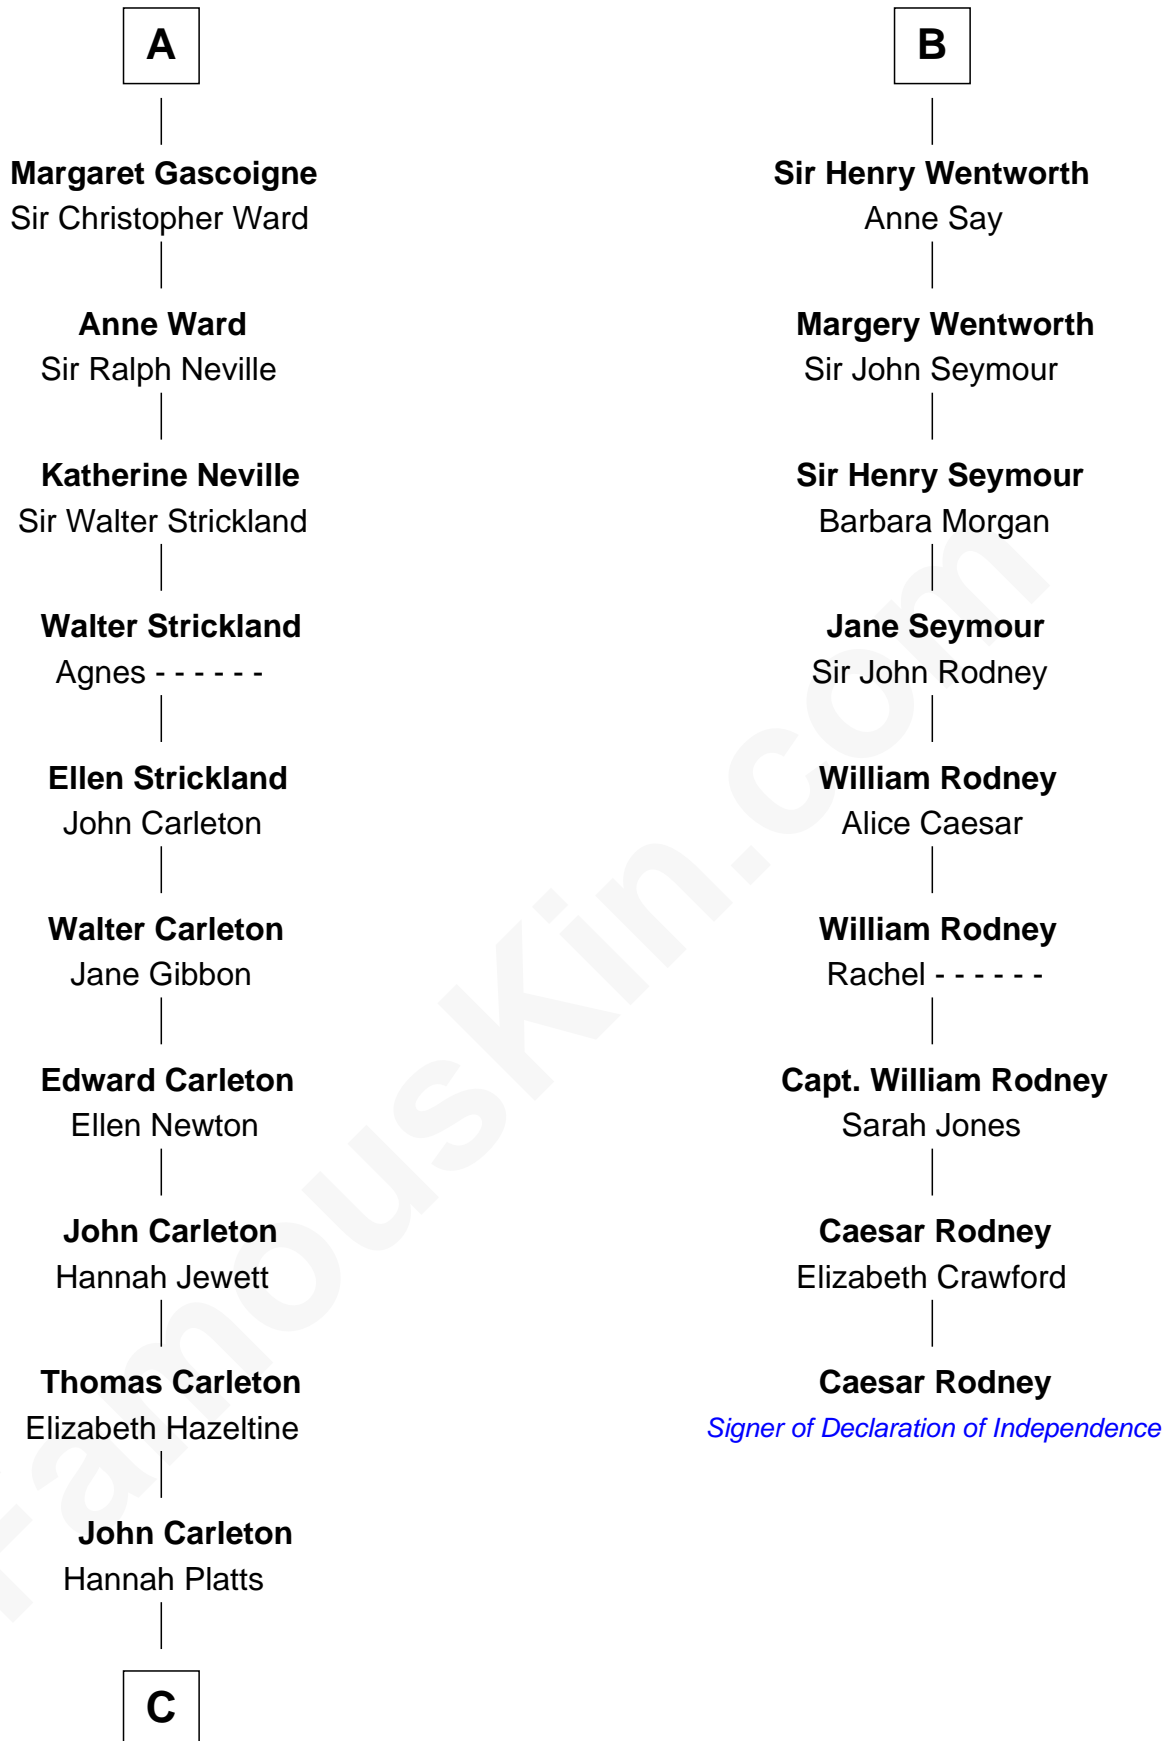 A
Margaret Gascoigne
Sir Christopher Ward
Anne Ward
Sir Ralph Neville
Katherine Neville
Sir Walter Strickland
Walter Strickland
Agnes - - - - - -
Ellen Strickland
John Carleton
Walter Carleton
Jane Gibbon
Edward Carleton
Ellen Newton
John Carleton
Hannah Jewett
Thomas Carleton
Elizabeth Hazeltine
John Carleton
Hannah Platts
C
B
Sir Henry Wentworth
Anne Say
Margery Wentworth
Sir John Seymour
Sir Henry Seymour
Barbara Morgan
Jane Seymour
Sir John Rodney
William Rodney
Alice Caesar
William Rodney
Rachel - - - - - -
Capt. William Rodney
Sarah Jones
Caesar Rodney
Elizabeth Crawford
Caesar Rodney
Signer of Declaration of Independence
FamousKin.com